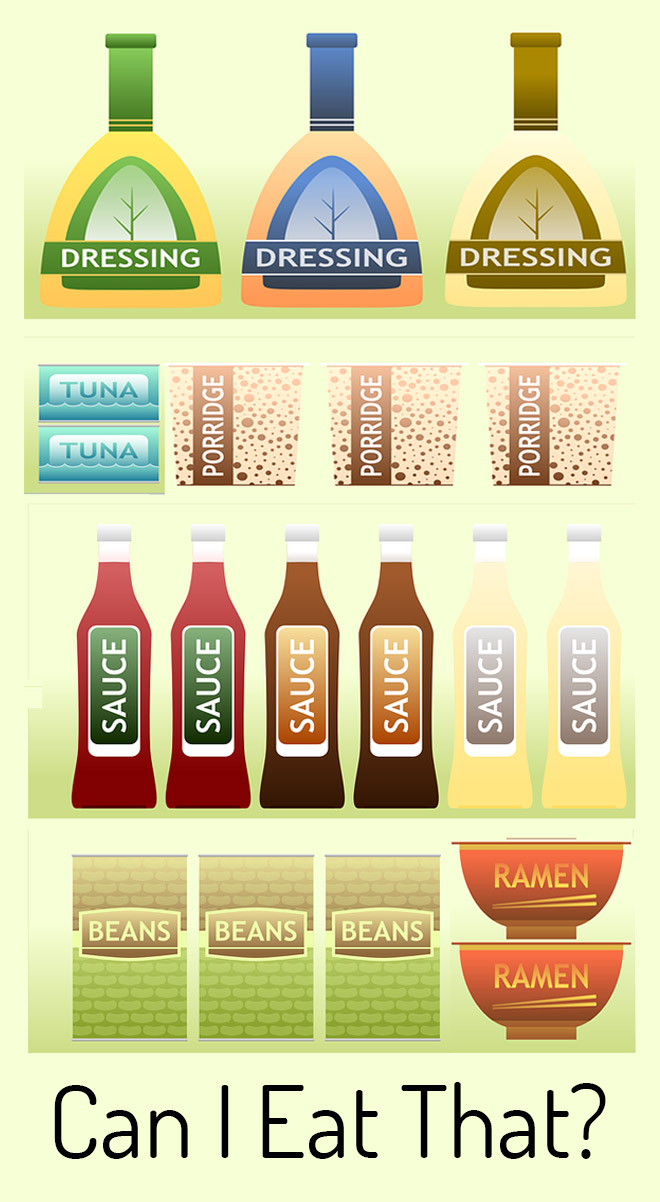 DRESSING DRESSING DRESSING
TUNA
TUNA
PORRIDGE PORRIDGE PORRIDGE
SAUCE SAUCE SAUCE SAUCE SAUCE SAUCE
BEANS BEANS BEANS
RAMEN
RAMEN
Can I Eat That?